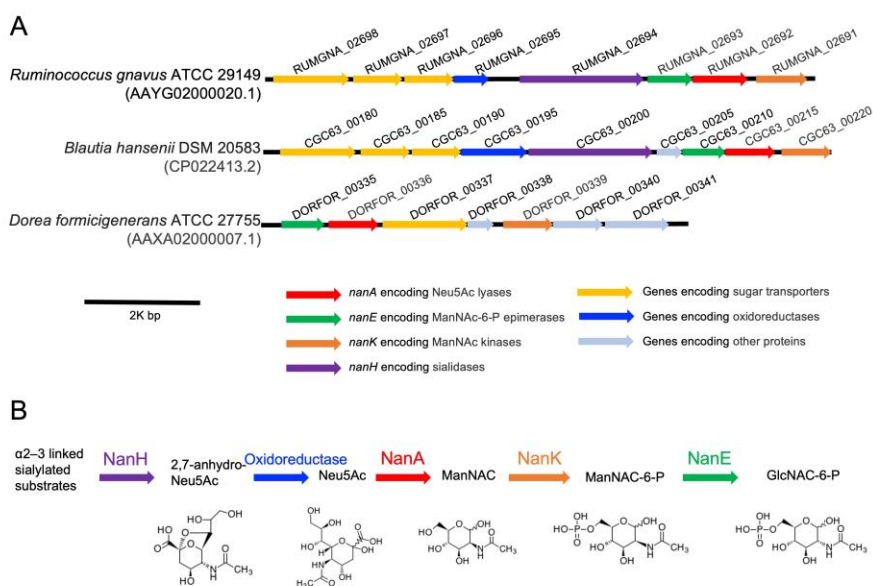 A
RUMGNA_02698 RUMGNA_02697 RUMGNA_02696 RUMGNA_02695 RUMGNA_02694 RUMGNA_02693 RUMGNA_02692 RUMGNA_02691
Ruminococcus gnavus ATCC 29149
(AAYG02000020.1)
CGC63_00180 CGC63_00185 CGC63_00190 CGC63_00195 CGC63_00200 CGC63_00205 CGC63_00210 CGC63_00215 CGC63_00220
Blautia hansenii DSM 20583
(CP022413.2)
DORFOR_00335 DORFOR_00336 DORFOR_00337 DORFOR_00338 DORFOR_00339 DORFOR_00340 DORFOR_00341
Dorea formicigenerans ATCC 27755
(AAXA02000007.1)
2K bp
nanA encoding Neu5Ac lyases
nanE encoding ManNAc-6-P epimerases
nanK encoding ManNAc kinases
nanH encoding sialidases
Genes encoding sugar transporters
Genes encoding oxidoreductases
Genes encoding other proteins
B
α2–3 linked
sialylated
substrates
NanH
2,7-anhydro-
Neu5Ac
Oxidoreductase
Neu5Ac
NanA
ManNAC
NanK
ManNAC-6-P
NanE
GlcNAC-6-P